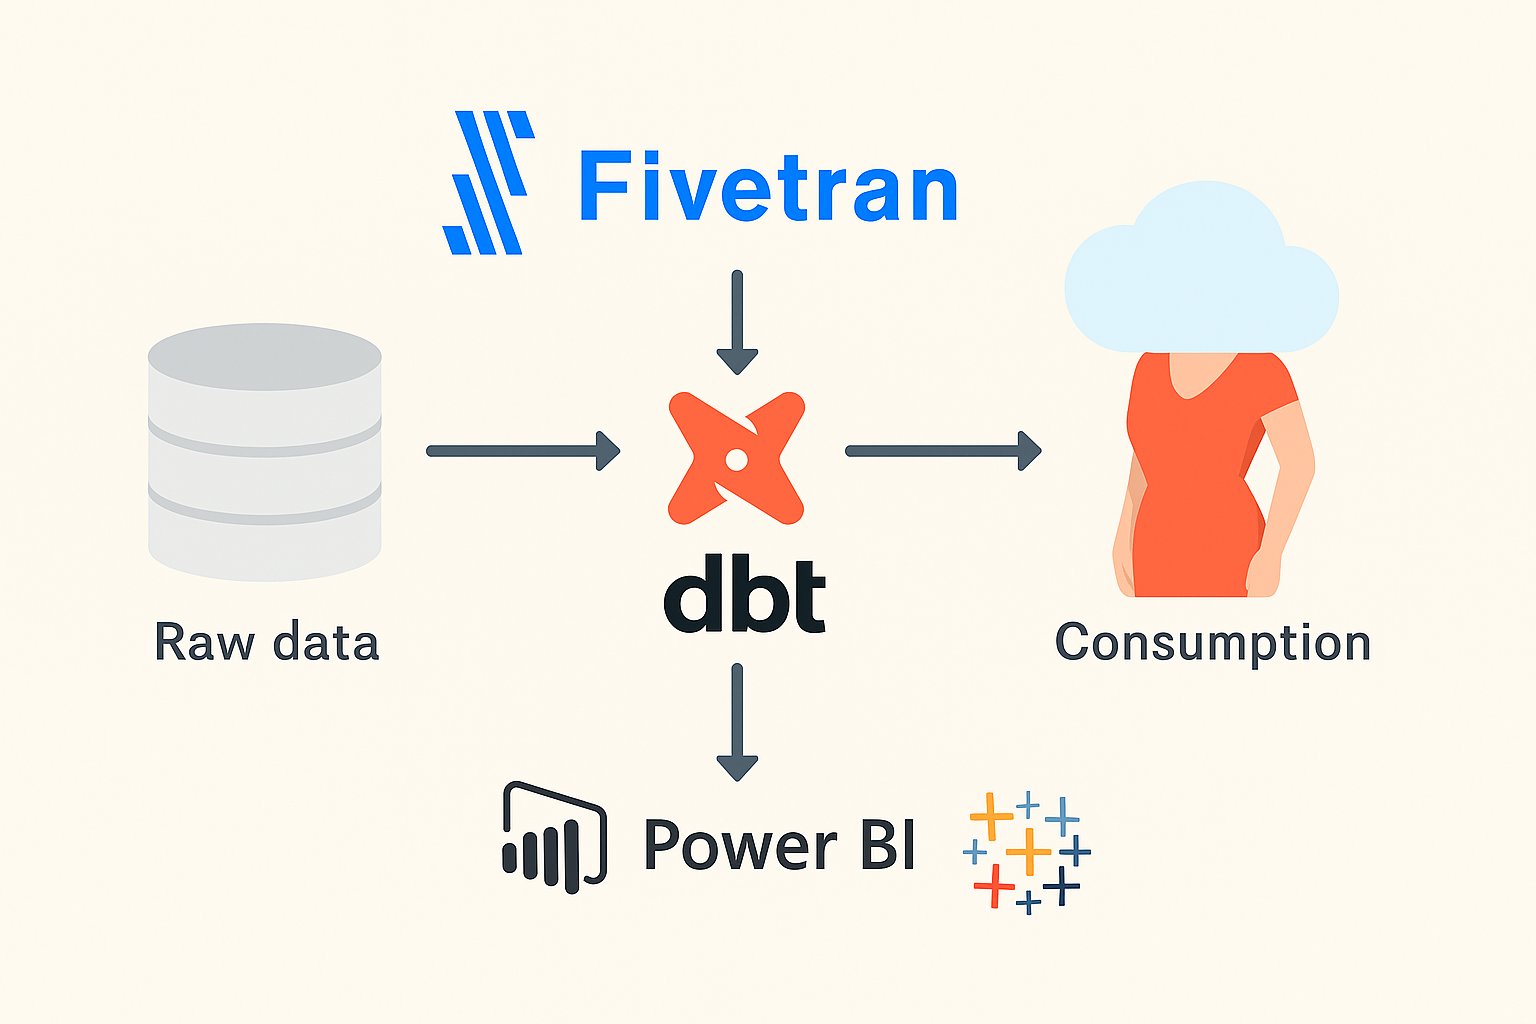 Fivetran
dbt
Raw data
Consumption
Power BI